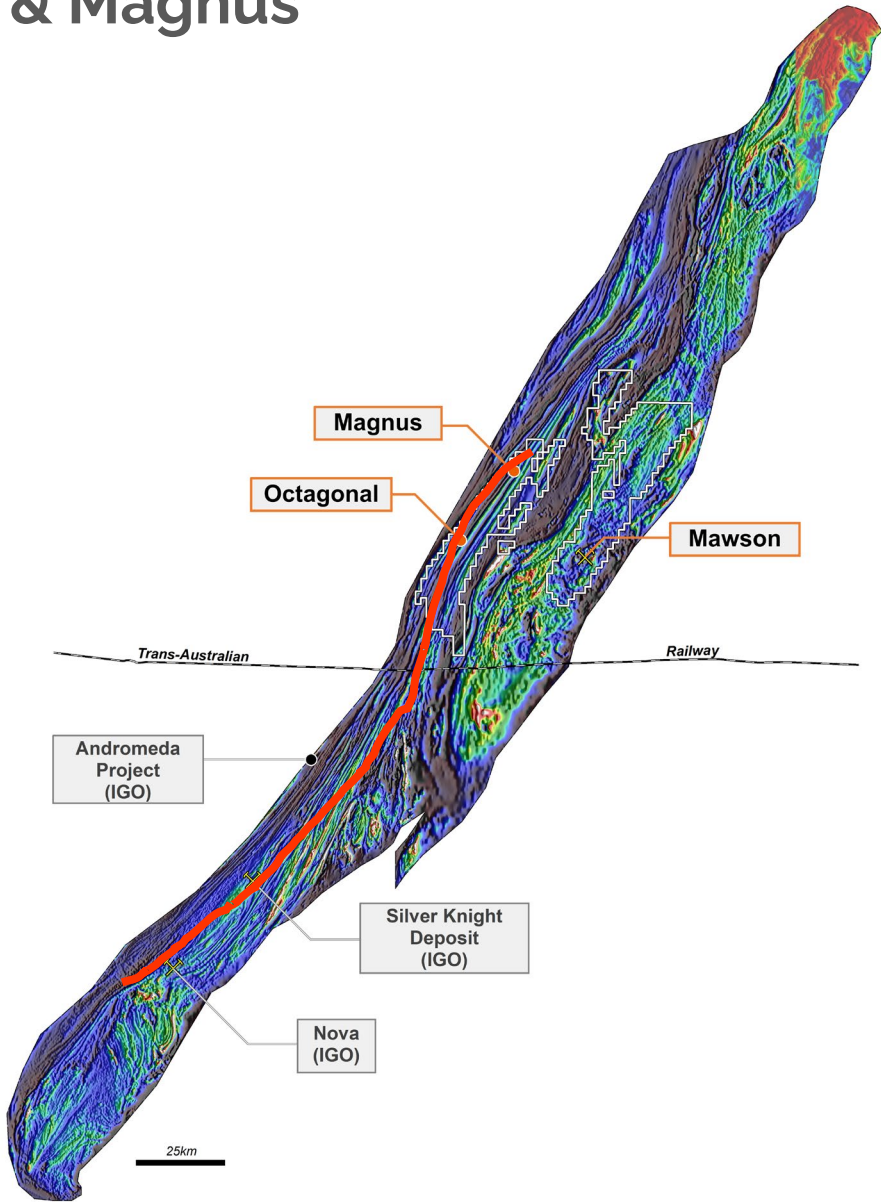 & Magnus
Magnus
Octagonal
Mawson
Trans-Australian
Railway
Andromeda
Project
(IGO)
Silver Knight
Deposit
(IGO)
Nova
(IGO)
25km